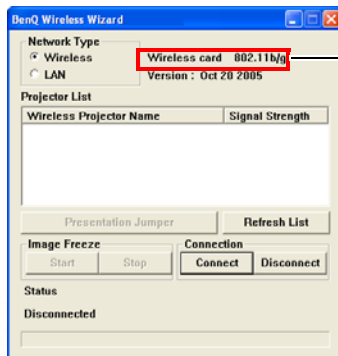 BenQ Wireless Wizard
Network Type
Wireless
Wireless card 802.11b/g
LAN
Version : Oct 20 2005
Projector List
Wireless Projector Name Signal Strength
Presentation Jumper Refresh List
Image Freeze Connection
Start Stop Connect Disconnect
Status
Disconnected